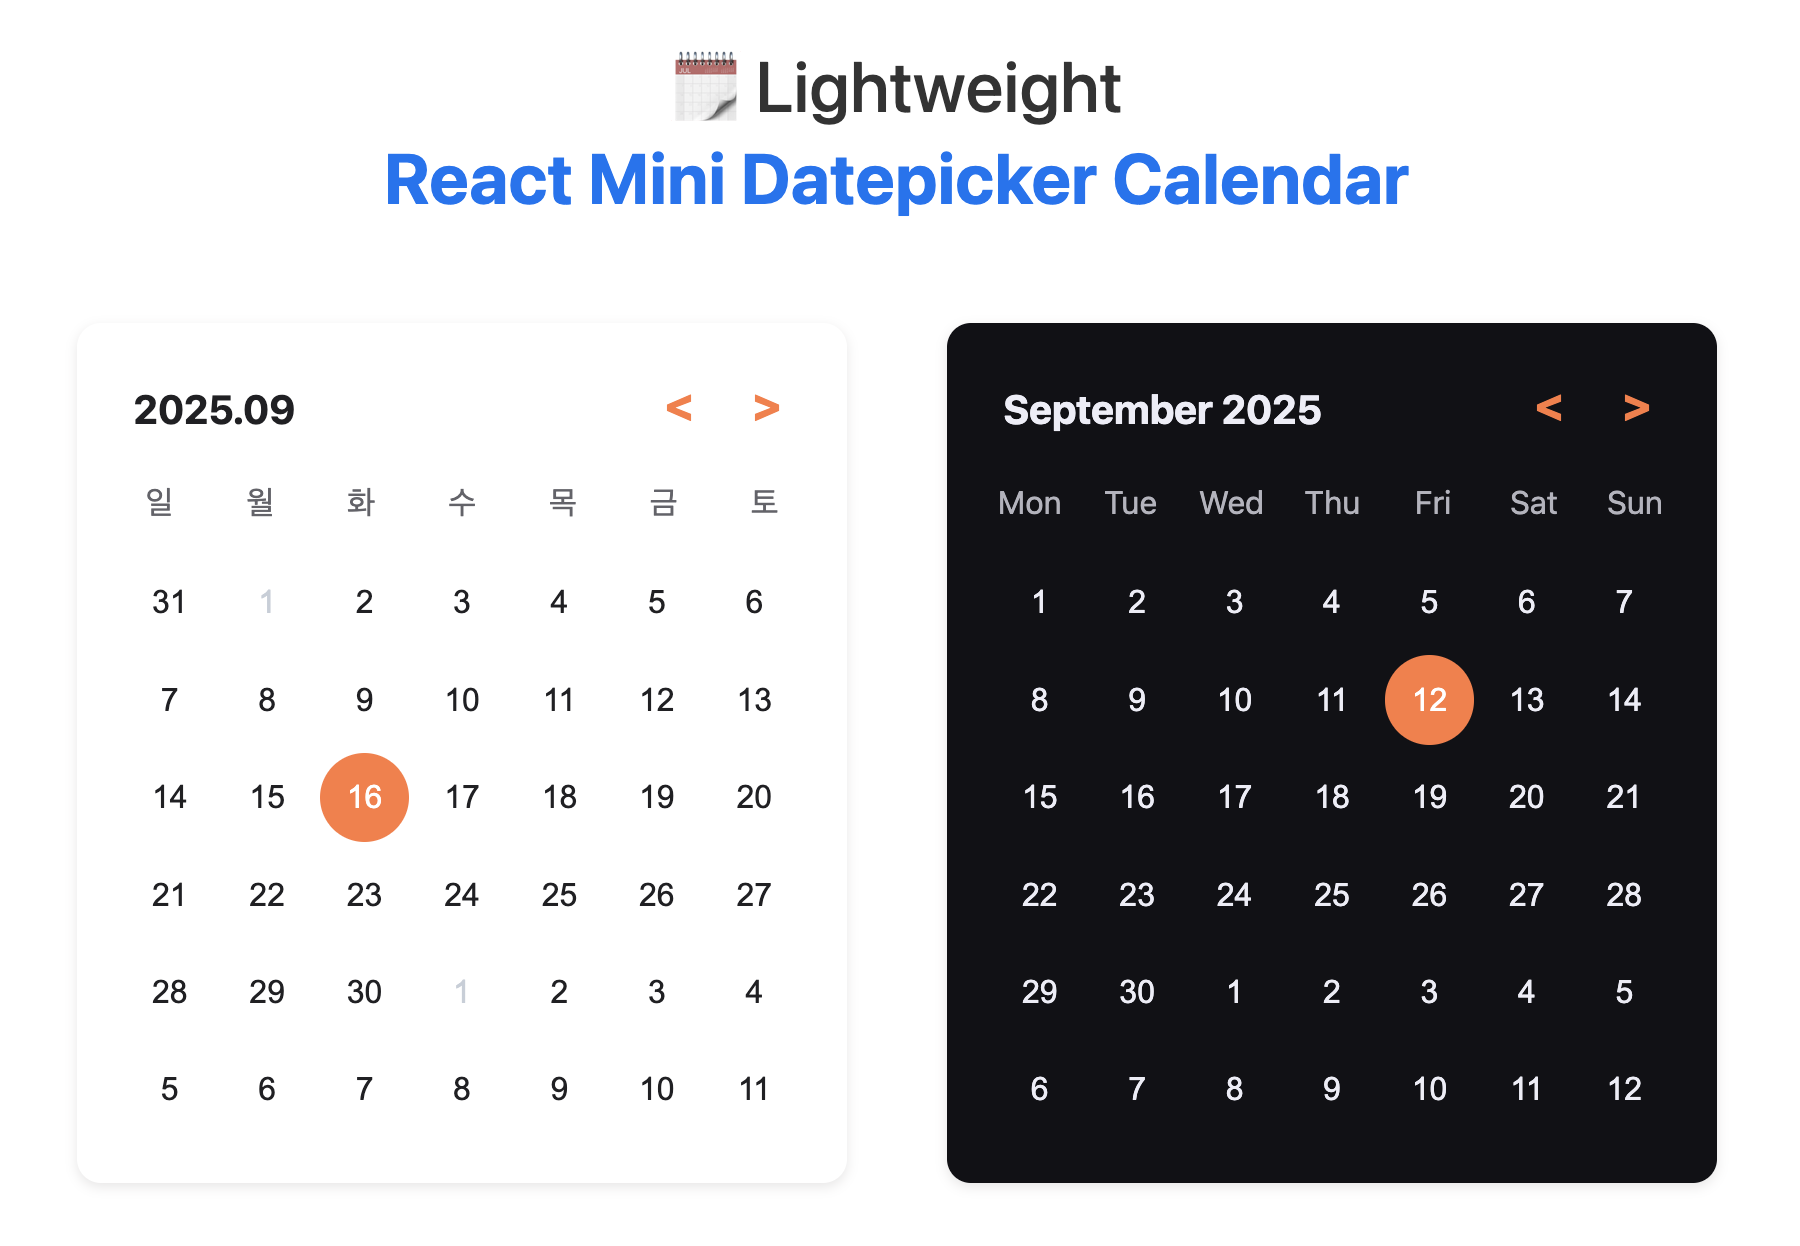 JUL
Lightweight
React Mini Datepicker Calendar
2025.09 < >
일 월 화 수 목 금 토
31 1 2 3 4 5 6
7 8 9 10 11 12 13
14 15 16 17 18 19 20
21 22 23 24 25 26 27
28 29 30 1 2 3 4
5 6 7 8 9 10 11
September 2025 < >
Mon Tue Wed Thu Fri Sat Sun
1 2 3 4 5 6 7
8 9 10 11 12 13 14
15 16 17 18 19 20 21
22 23 24 25 26 27 28
29 30 1 2 3 4 5
6 7 8 9 10 11 12